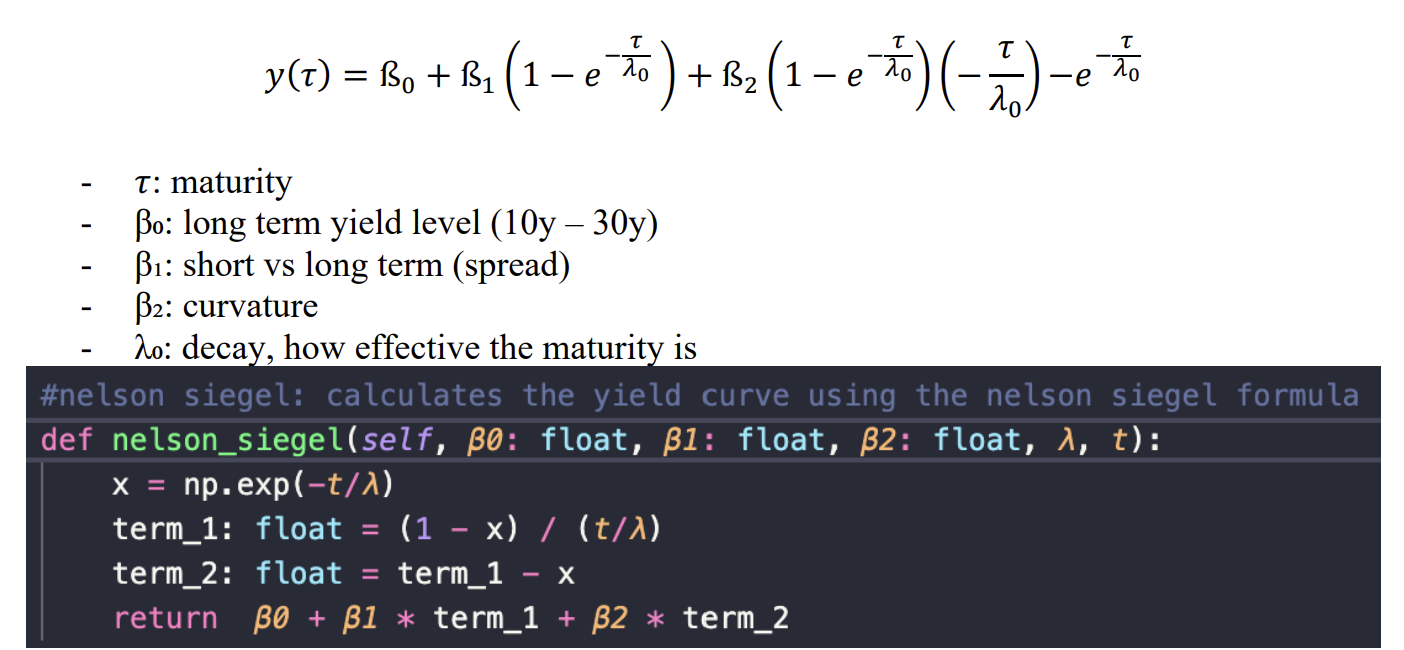 y(τ) = ß₀ + ß₁ (1 − e^(−τ/λ₀)) + ß₂ (1 − e^(−τ/λ₀)) (−τ/λ₀) −e^(−τ/λ₀)
- τ: maturity
- β₀: long term yield level (10y – 30y)
- β₁: short vs long term (spread)
- β₂: curvature
- λ₀: decay, how effective the maturity is
#nelson siegel: calculates the yield curve using the nelson siegel formula
def nelson_siegel(self, β0: float, β1: float, β2: float, λ, t):
    x = np.exp(-t/λ)
    term_1: float = (1 - x) / (t/λ)
    term_2: float = term_1 - x
    return  β0 + β1 * term_1 + β2 * term_2